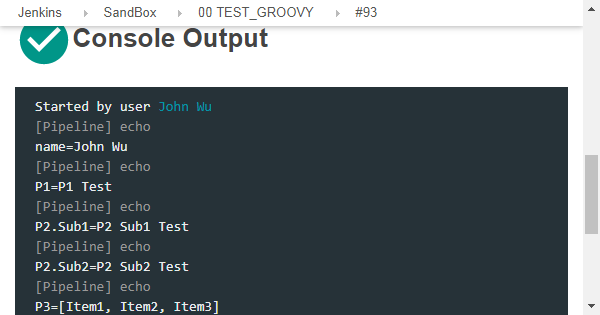 Jenkins SandBox 00 TEST_GROOVY #93
Console Output
Started by user John Wu
[Pipeline] echo
name=John Wu
[Pipeline] echo
P1=P1 Test
[Pipeline] echo
P2.Sub1=P2 Sub1 Test
[Pipeline] echo
P2.Sub2=P2 Sub2 Test
[Pipeline] echo
P3=[Item1, Item2, Item3]